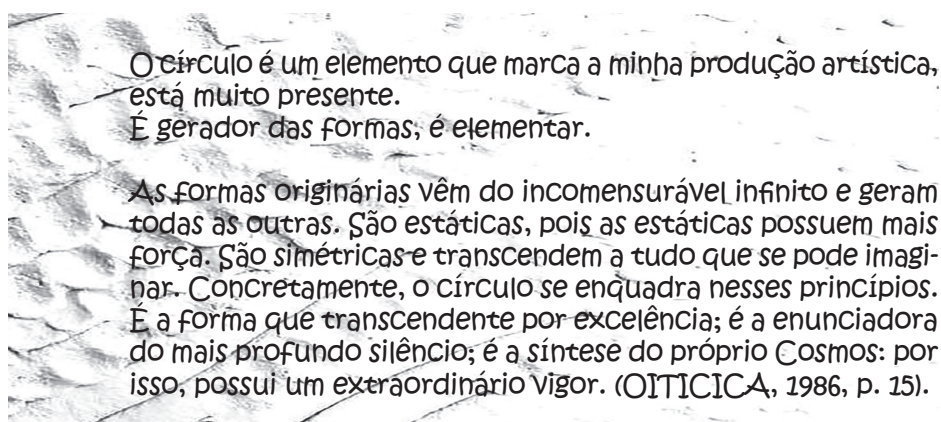 O círculo é um elemento que marca a minha produção artística,
está muito presente.
É gerador das formas, é elementar.
As formas originárias vêm do incomensurável infinito e geram
todas as outras. São estáticas, pois as estáticas possuem mais
força. São simétricas e transcendem a tudo que se pode imagi-
nar. Concretamente, o círculo se enquadra nesses princípios.
É a forma que transcendente por excelência; é a enunciadora
do mais profundo silêncio; é a síntese do próprio Cosmos: por
isso, possui um extraordinário vigor. (OITICICA, 1986, p. 15).